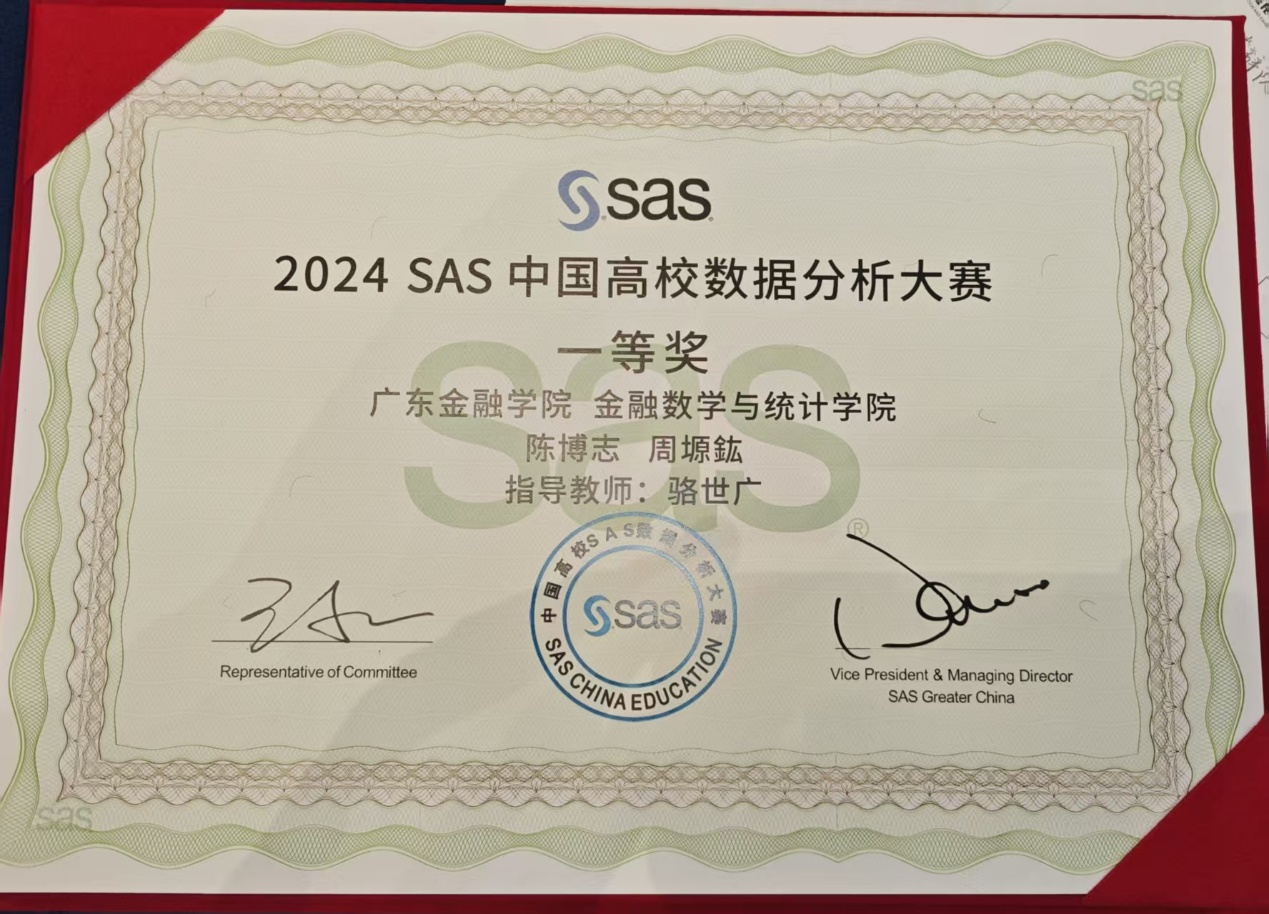 sas
sas
2024 SAS 中国高校数据分析大赛
一等奖
广东金融学院 金融数学与统计学院
陈博志 周塬鈜
指导教师：骆世广
sas
®
中国高校SAS数据分析大赛
sas
SAS CHINA EDUCATION
Representative of Committee
Vice President & Managing Director
SAS Greater China
sas